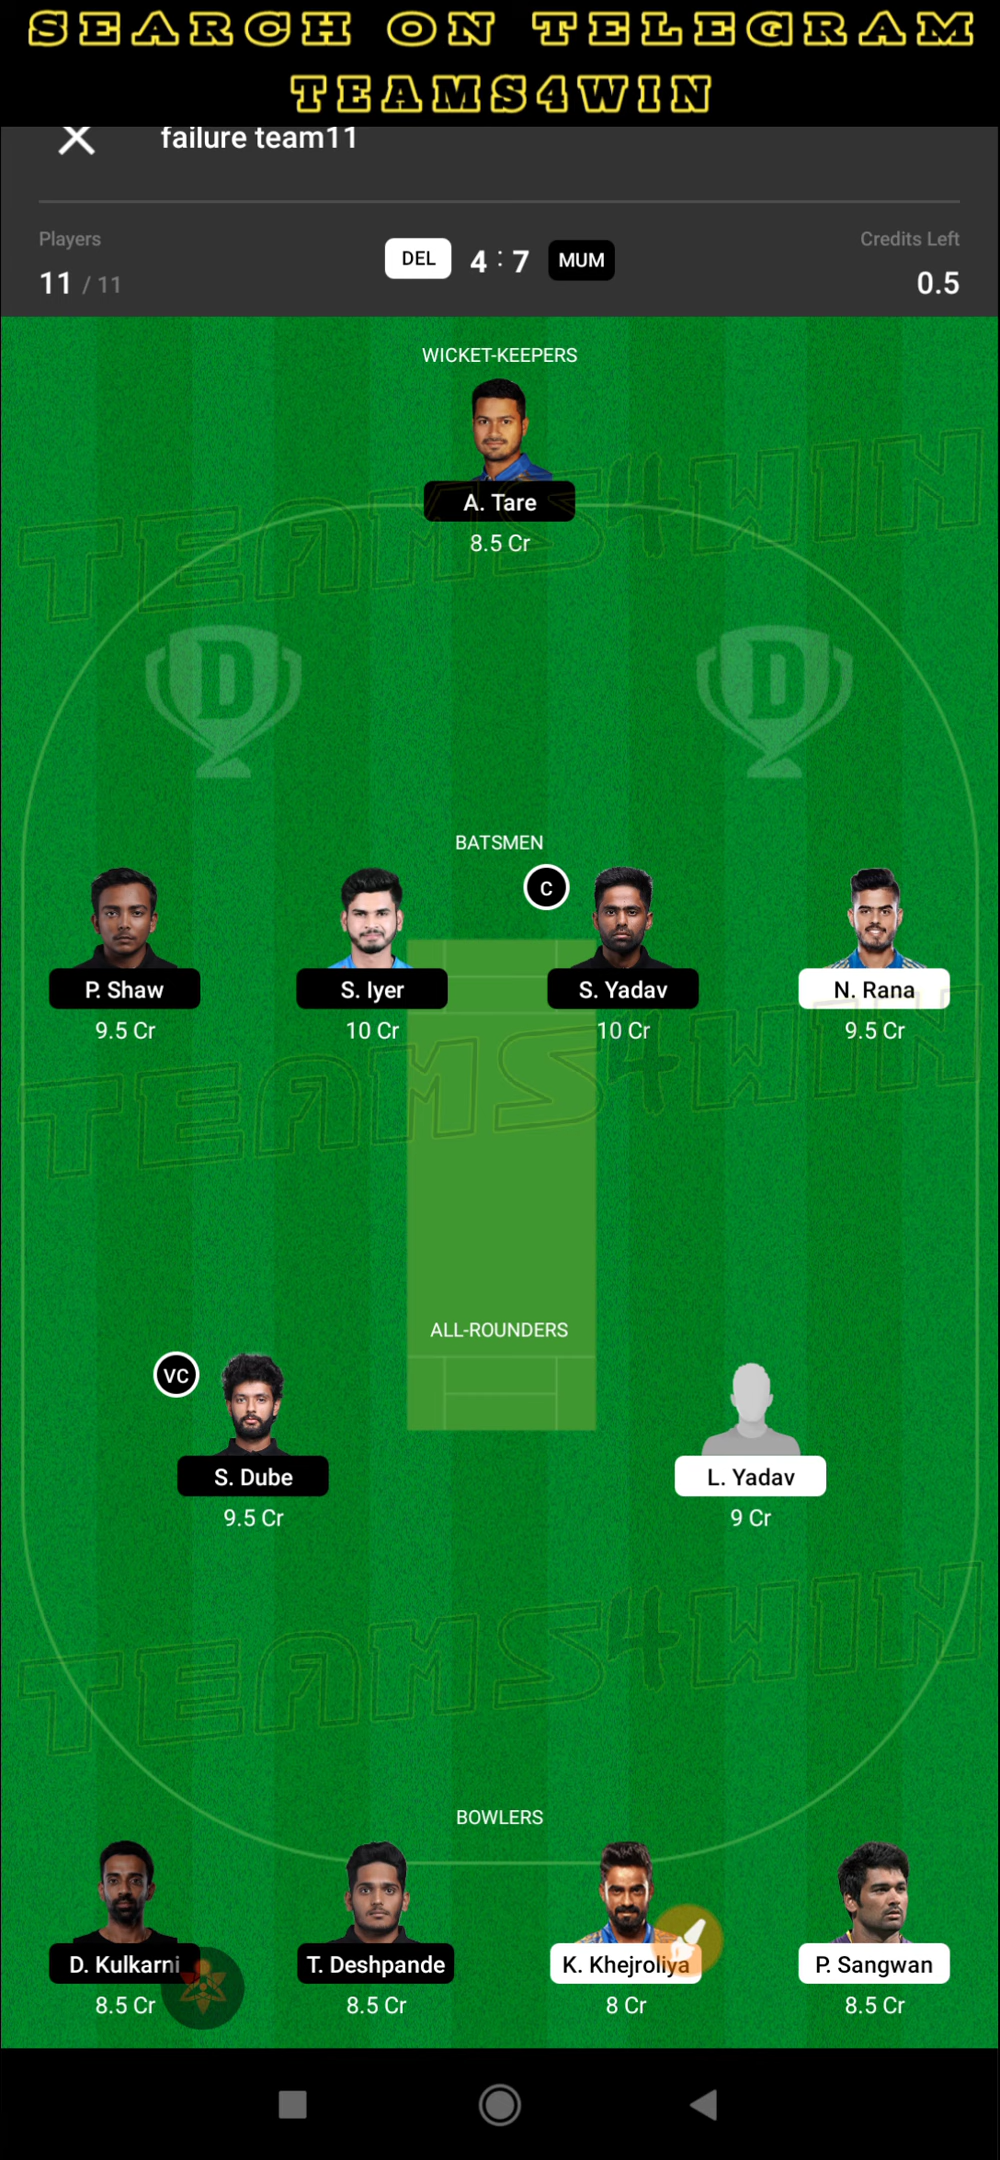 SEARCH ON TELEGRAM
TEAMS4WIN
failure team11
Players
11 / 11
DEL 4 : 7 MUM
Credits Left
0.5
WICKET-KEEPERS
A. Tare
8.5 Cr
TEAMS4WIN
D D
BATSMEN
C
P. Shaw S. Iyer S. Yadav N. Rana
9.5 Cr 10 Cr 10 Cr 9.5 Cr
TEAMS4WIN
ALL-ROUNDERS
VC
S. Dube L. Yadav
9.5 Cr 9 Cr
TEAMS4WIN
BOWLERS
D. Kulkarni T. Deshpande K. Khejroliya P. Sangwan
8.5 Cr 8.5 Cr 8 Cr 8.5 Cr